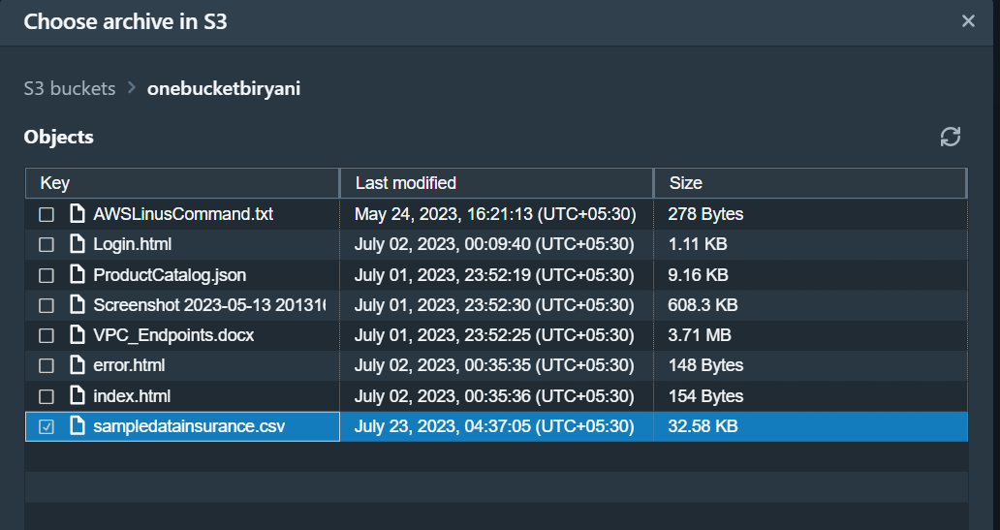 Choose archive in S3
S3 buckets > onebucketbiryani
Objects
Key Last modified Size
AWSLinusCommand.txt May 24, 2023, 16:21:13 (UTC+05:30) 278 Bytes
Login.html July 02, 2023, 00:09:40 (UTC+05:30) 1.11 KB
ProductCatalog.json July 01, 2023, 23:52:19 (UTC+05:30) 9.16 KB
Screenshot 2023-05-13 201316 July 01, 2023, 23:52:30 (UTC+05:30) 608.3 KB
VPC_Endpoints.docx July 01, 2023, 23:52:25 (UTC+05:30) 3.71 MB
error.html July 02, 2023, 00:35:35 (UTC+05:30) 148 Bytes
index.html July 02, 2023, 00:35:36 (UTC+05:30) 154 Bytes
sampledatainsurance.csv July 23, 2023, 04:37:05 (UTC+05:30) 32.58 KB